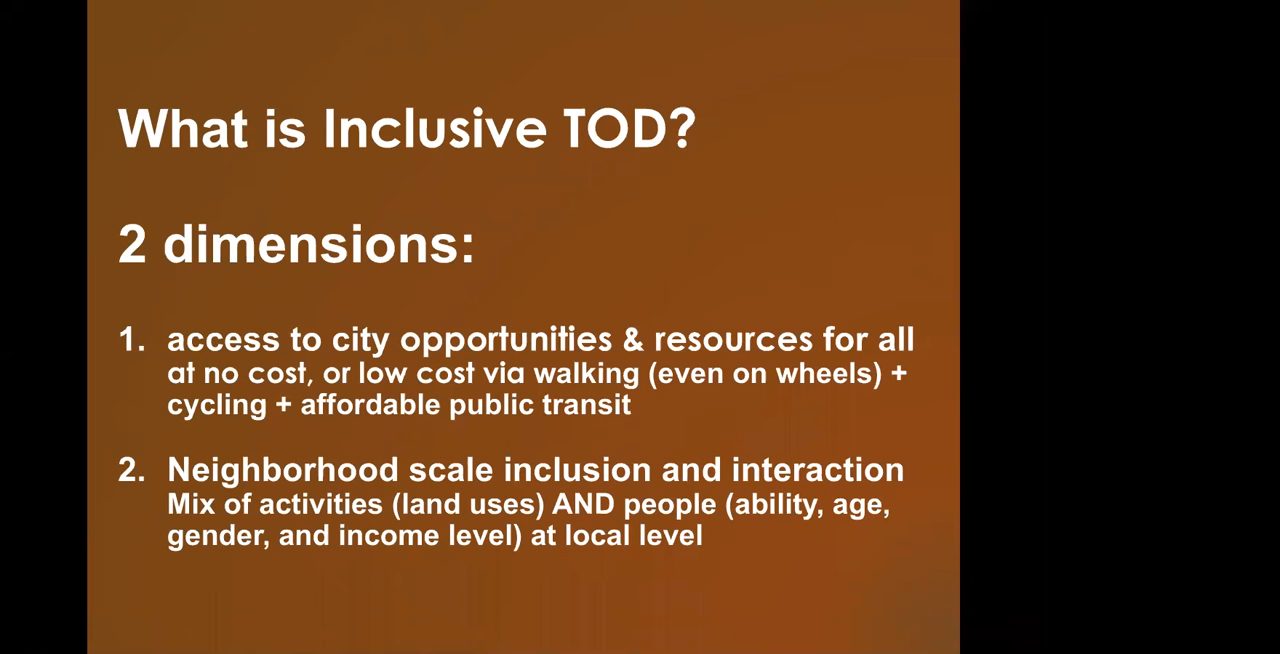 What is Inclusive TOD?
2 dimensions:
1. access to city opportunities & resources for all
at no cost, or low cost via walking (even on wheels) +
cycling + affordable public transit
2. Neighborhood scale inclusion and interaction
Mix of activities (land uses) AND people (ability, age,
gender, and income level) at local level